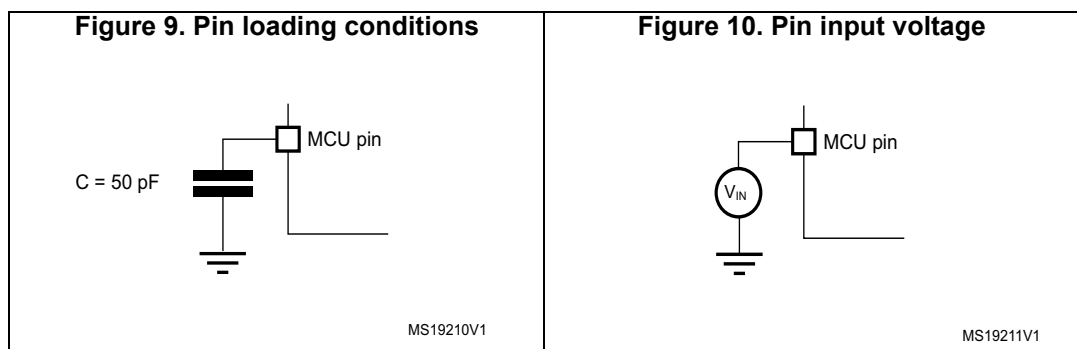 Figure 9. Pin loading conditions
MCU pin
C = 50 pF
MS19210V1
Figure 10. Pin input voltage
MCU pin
VIN
MS19211V1